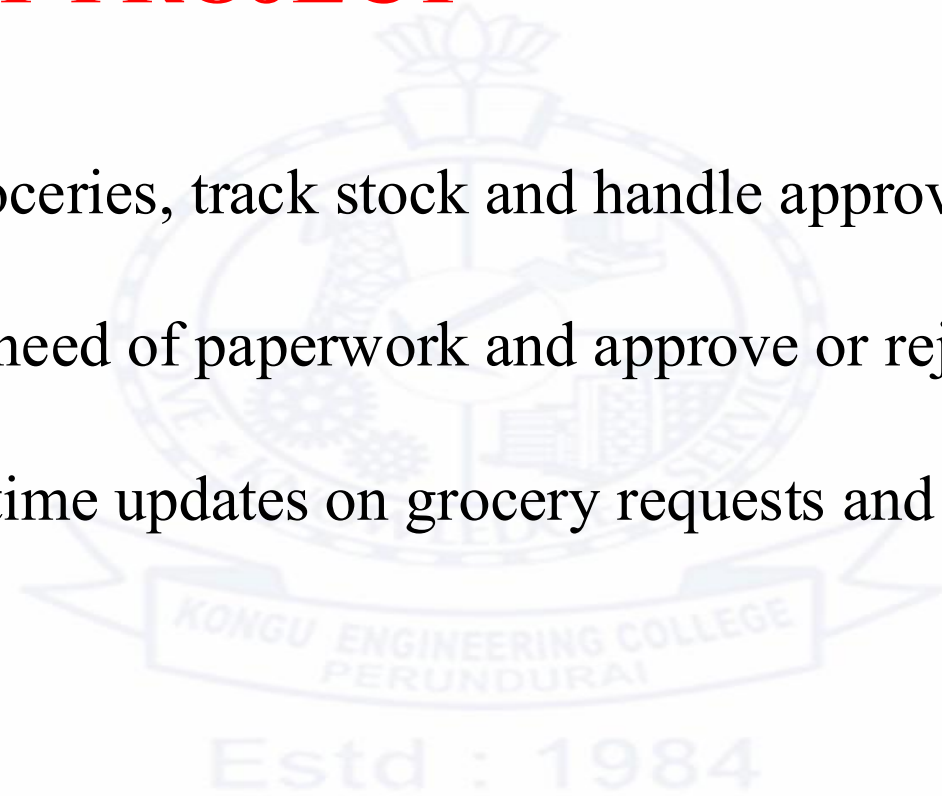 PROJECT
oceries, track stock and handle approv
need of paperwork and approve or rej
time updates on grocery requests and
KONGU ENGINEERING COLLEGE
PERUNDURAI
Estd : 1984